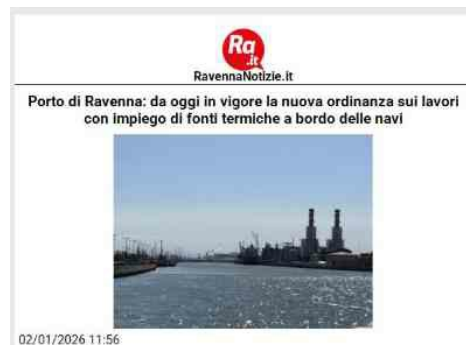 Ra
.it
RavennaNotizie.it
Porto di Ravenna: da oggi in vigore la nuova ordinanza sui lavori
con impiego di fonti termiche a bordo delle navi
02/01/2026 11:56